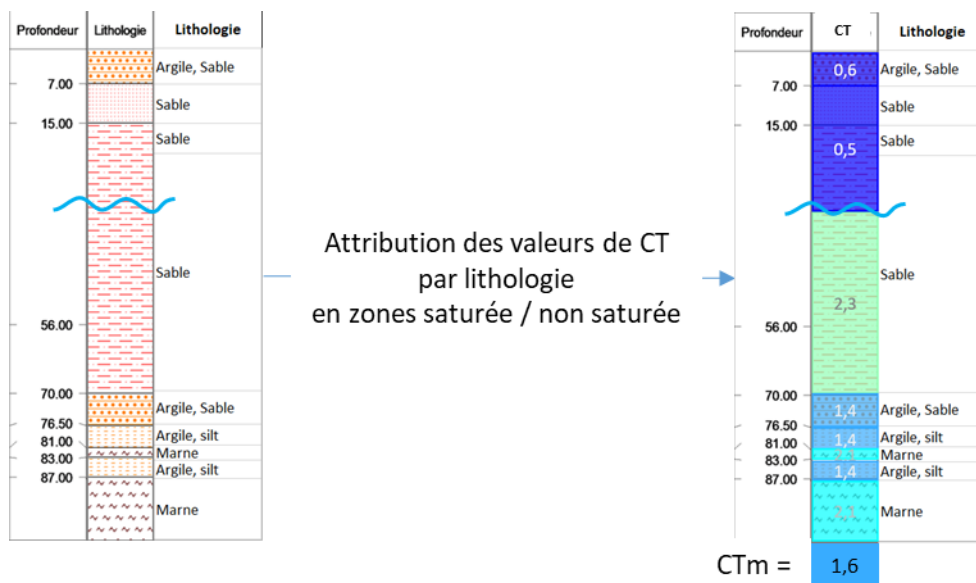 Profondeur Lithologie Lithologie
Argile, Sable
7.00
Sable
15.00
Sable
Sable
56.00
70.00
Argile, Sable
76.50
Argile, silt
81.00
Marne
83.00
Argile, silt
87.00
Marne
Attribution des valeurs de CT
par lithologie
en zones saturée / non saturée
Profondeur CT Lithologie
0,6 Argile, Sable
7.00
Sable
15.00
Sable
0,5
Sable
2,3
56.00
70.00
1,4 Argile, Sable
76.50
1,4 Argile, silt
81.00
2,1 Marne
83.00
1,4 Argile, silt
87.00
2,1 Marne
CTm = 1,6